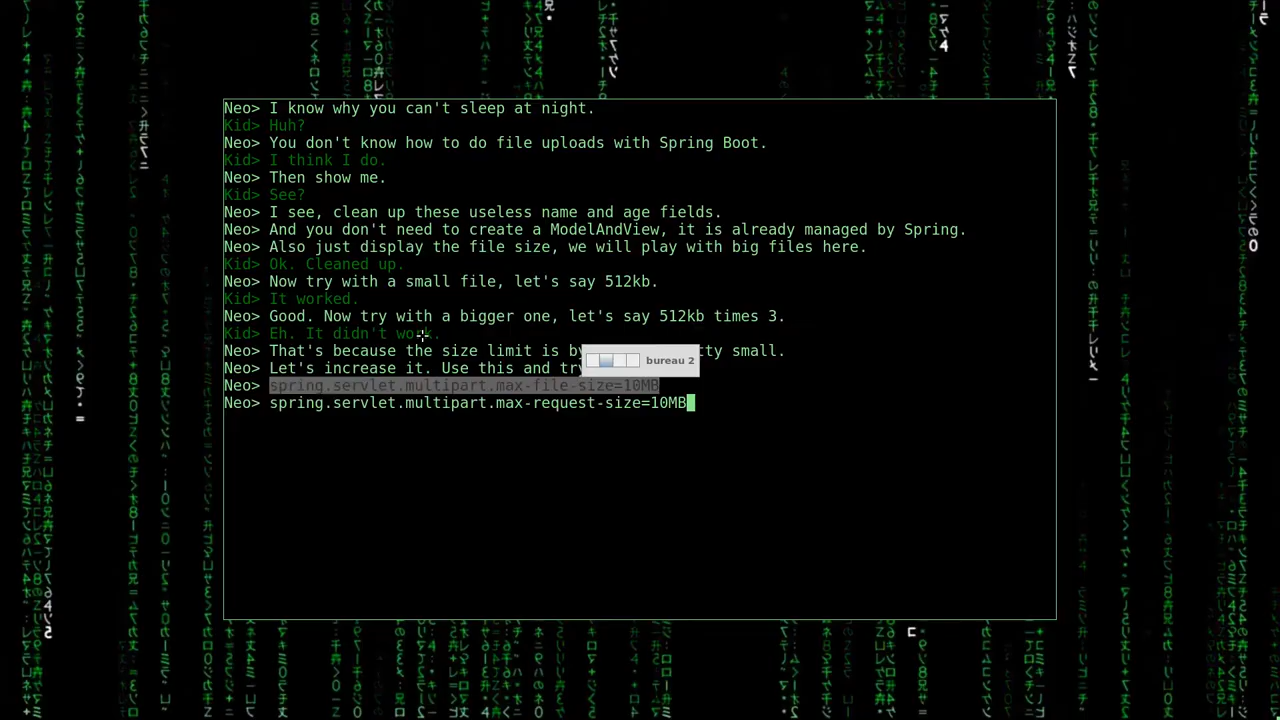 Neo> I know why you can't sleep at night.
Kid> Huh?
Neo> You don't know how to do file uploads with Spring Boot.
Kid> I think I do.
Neo> Then show me.
Kid> See?
Neo> I see, clean up these useless name and age fields.
Neo> And you don't need to create a ModelAndView, it is already managed by Spring.
Neo> Also just display the file size, we will play with big files here.
Kid> Ok. Cleaned up.
Neo> Now try with a small file, let's say 512kb.
Kid> It worked.
Neo> Good. Now try with a bigger one, let's say 512kb times 3.
Kid> Eh. It didn't work.
Neo> That's because the size limit is by tty small.
bureau 2
Neo> Let's increase it. Use this and try
Neo> spring.servlet.multipart.max-file-size=10MB
Neo> spring.servlet.multipart.max-request-size=10MB